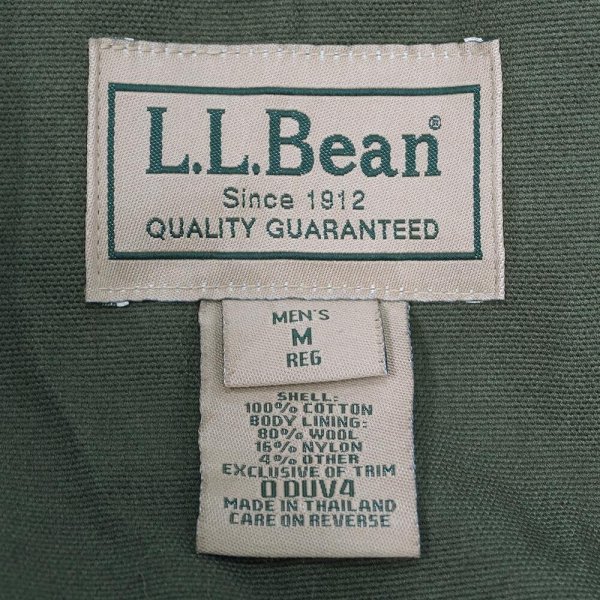 L.L.Bean®
Since 1912
QUALITY GUARANTEED
MEN'S
M
REG
SHELL:
100% COTTON
BODY LINING:
80% WOOL
16% NYLON
4% OTHER
EXCLUSIVE OF TRIM
0 DUV4
MADE IN THAILAND
CARE ON REVERSE